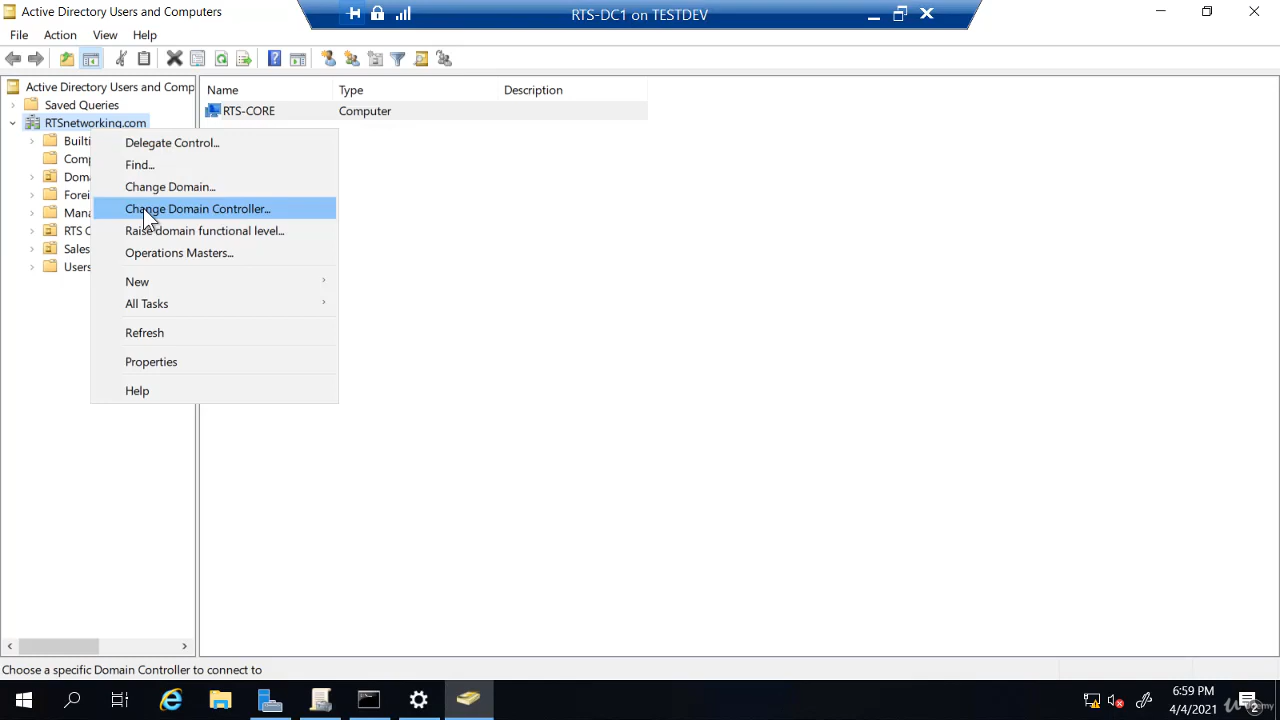 Active Directory Users and Computers
RTS-DC1 on TESTDEV
File Action View Help
Active Directory Users and Comp
Saved Queries
RTSnetworking.com
Builti
Comp
Dom
Forei
Man
RTS C
Sales
Users
Name Type Description
RTS-CORE Computer
Delegate Control...
Find...
Change Domain...
Change Domain Controller...
Raise domain functional level...
Operations Masters...
New
All Tasks
Refresh
Properties
Help
Choose a specific Domain Controller to connect to
6:59 PM
4/4/2021
2